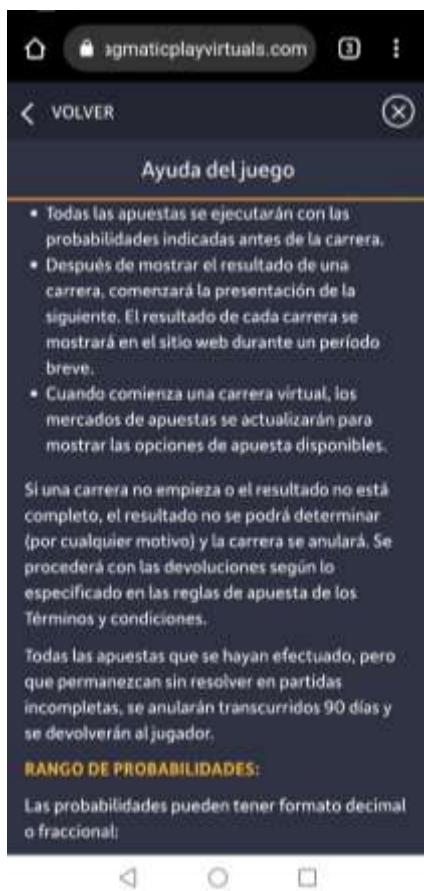 agmaticplayvirtuals.com 3
VOLVER
Ayuda del juego
• Todas las apuestas se ejecutarán con las
probabilidades indicadas antes de la carrera.
• Después de mostrar el resultado de una
carrera, comenzará la presentación de la
siguiente. El resultado de cada carrera se
mostrará en el sitio web durante un período
breve.
• Cuando comienza una carrera virtual, los
mercados de apuestas se actualizarán para
mostrar las opciones de apuesta disponibles.
Si una carrera no empieza o el resultado no está
completo, el resultado no se podrá determinar
(por cualquier motivo) y la carrera se anulará. Se
procederá con las devoluciones según lo
especificado en las reglas de apuesta de los
Términos y condiciones.
Todas las apuestas que se hayan efectuado, pero
que permanezcan sin resolver en partidas
incompletas, se anularán transcurridos 90 días y
se devolverán al jugador.
RANGO DE PROBABILIDADES:
Las probabilidades pueden tener formato decimal
o fraccional: